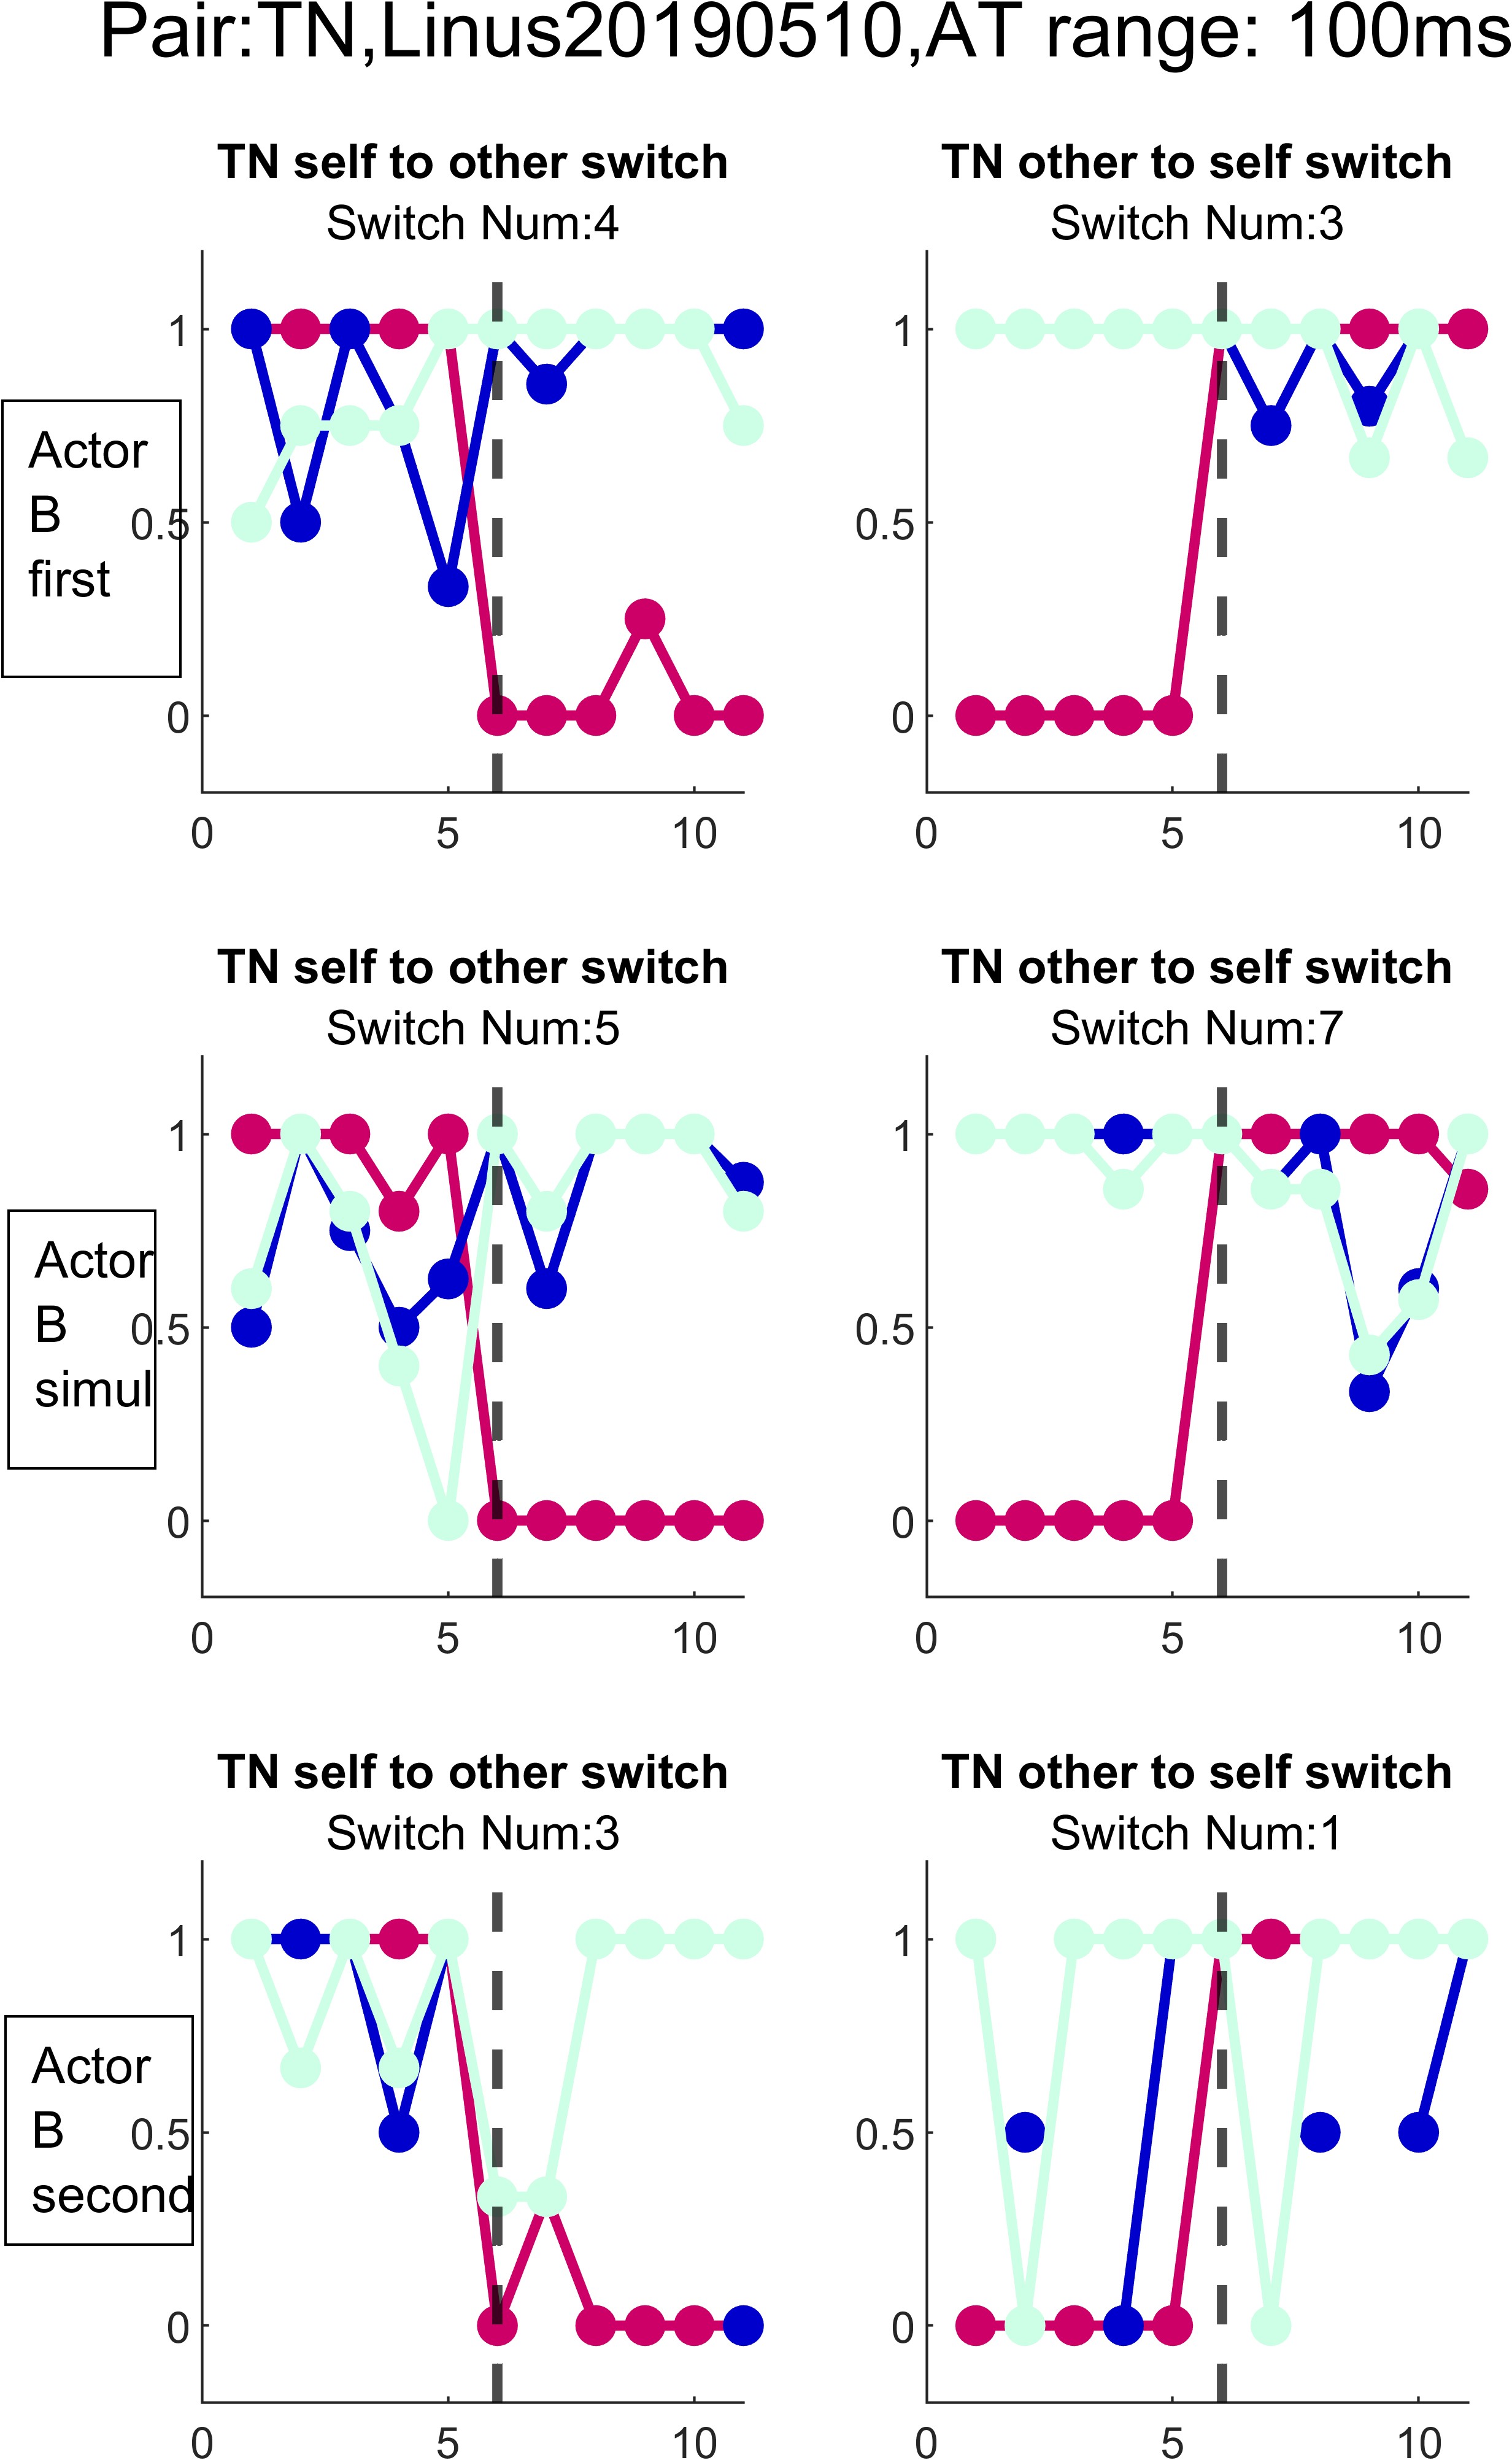 Pair:TN,Linus20190510,AT range: 100ms
TN self to other switch
Switch Num:4
TN other to self switch
Switch Num:3
Actor
B
first
1
0.5
0
0
5
10
1
0.5
0
0
5
10
TN self to other switch
Switch Num:5
TN other to self switch
Switch Num:7
Actor
B
simul
1
0.5
0
0
5
10
1
0.5
0
0
5
10
TN self to other switch
Switch Num:3
TN other to self switch
Switch Num:1
Actor
B
second
1
0.5
0
0
5
10
1
0.5
0
0
5
10